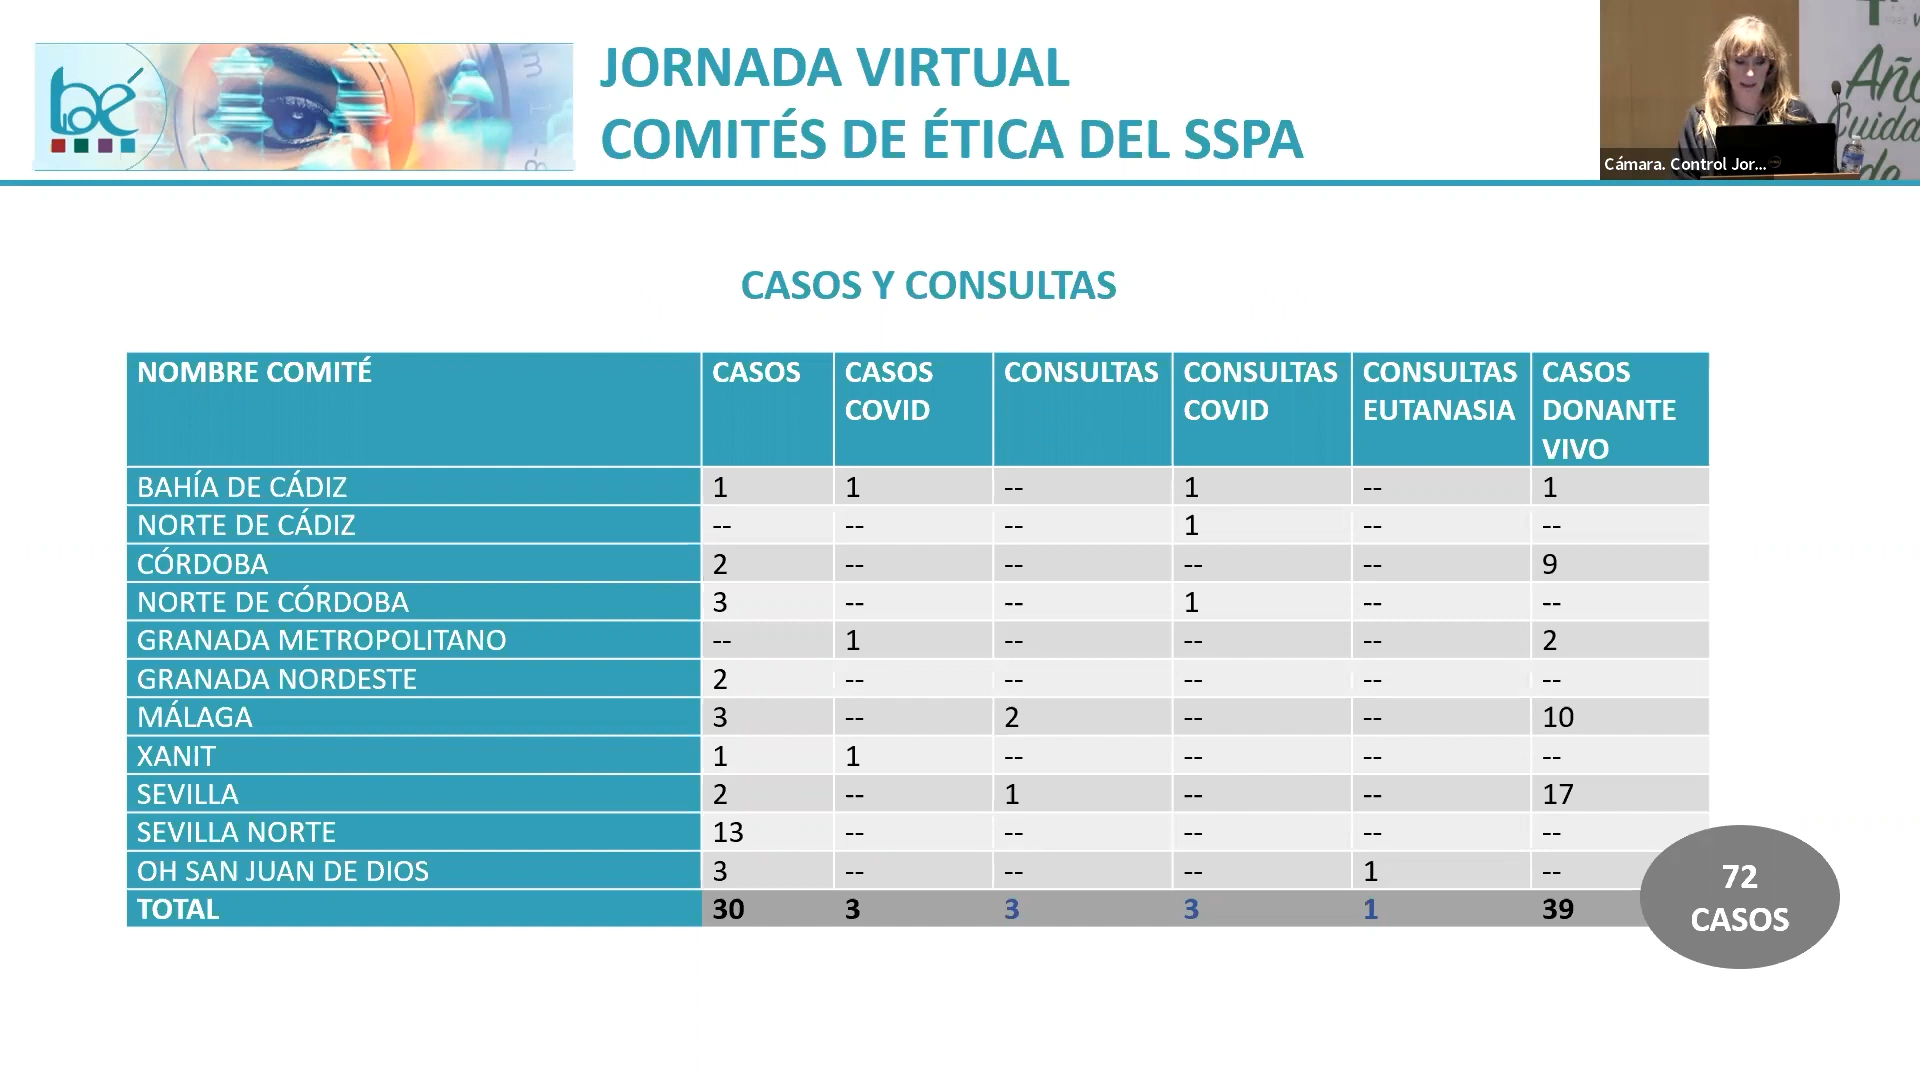 bioé
JORNADA VIRTUAL
COMITÉS DE ÉTICA DEL SSPA
Año
Cuida
de
Cámara. Control Jor...
CASOS Y CONSULTAS
NOMBRE COMITÉ CASOS CASOS COVID CONSULTAS CONSULTAS COVID CONSULTAS EUTANASIA CASOS DONANTE VIVO
BAHÍA DE CÁDIZ 1 1 -- 1 -- 1
NORTE DE CÁDIZ -- -- -- 1 -- --
CÓRDOBA 2 -- -- -- -- 9
NORTE DE CÓRDOBA 3 -- -- 1 -- --
GRANADA METROPOLITANO -- 1 -- -- -- 2
GRANADA NORDESTE 2 -- -- -- -- --
MÁLAGA 3 -- 2 -- -- 10
XANIT 1 1 -- -- -- --
SEVILLA 2 -- 1 -- -- 17
SEVILLA NORTE 13 -- -- -- -- --
OH SAN JUAN DE DIOS 3 -- -- -- 1 --
TOTAL 30 3 3 3 1 39
72
CASOS